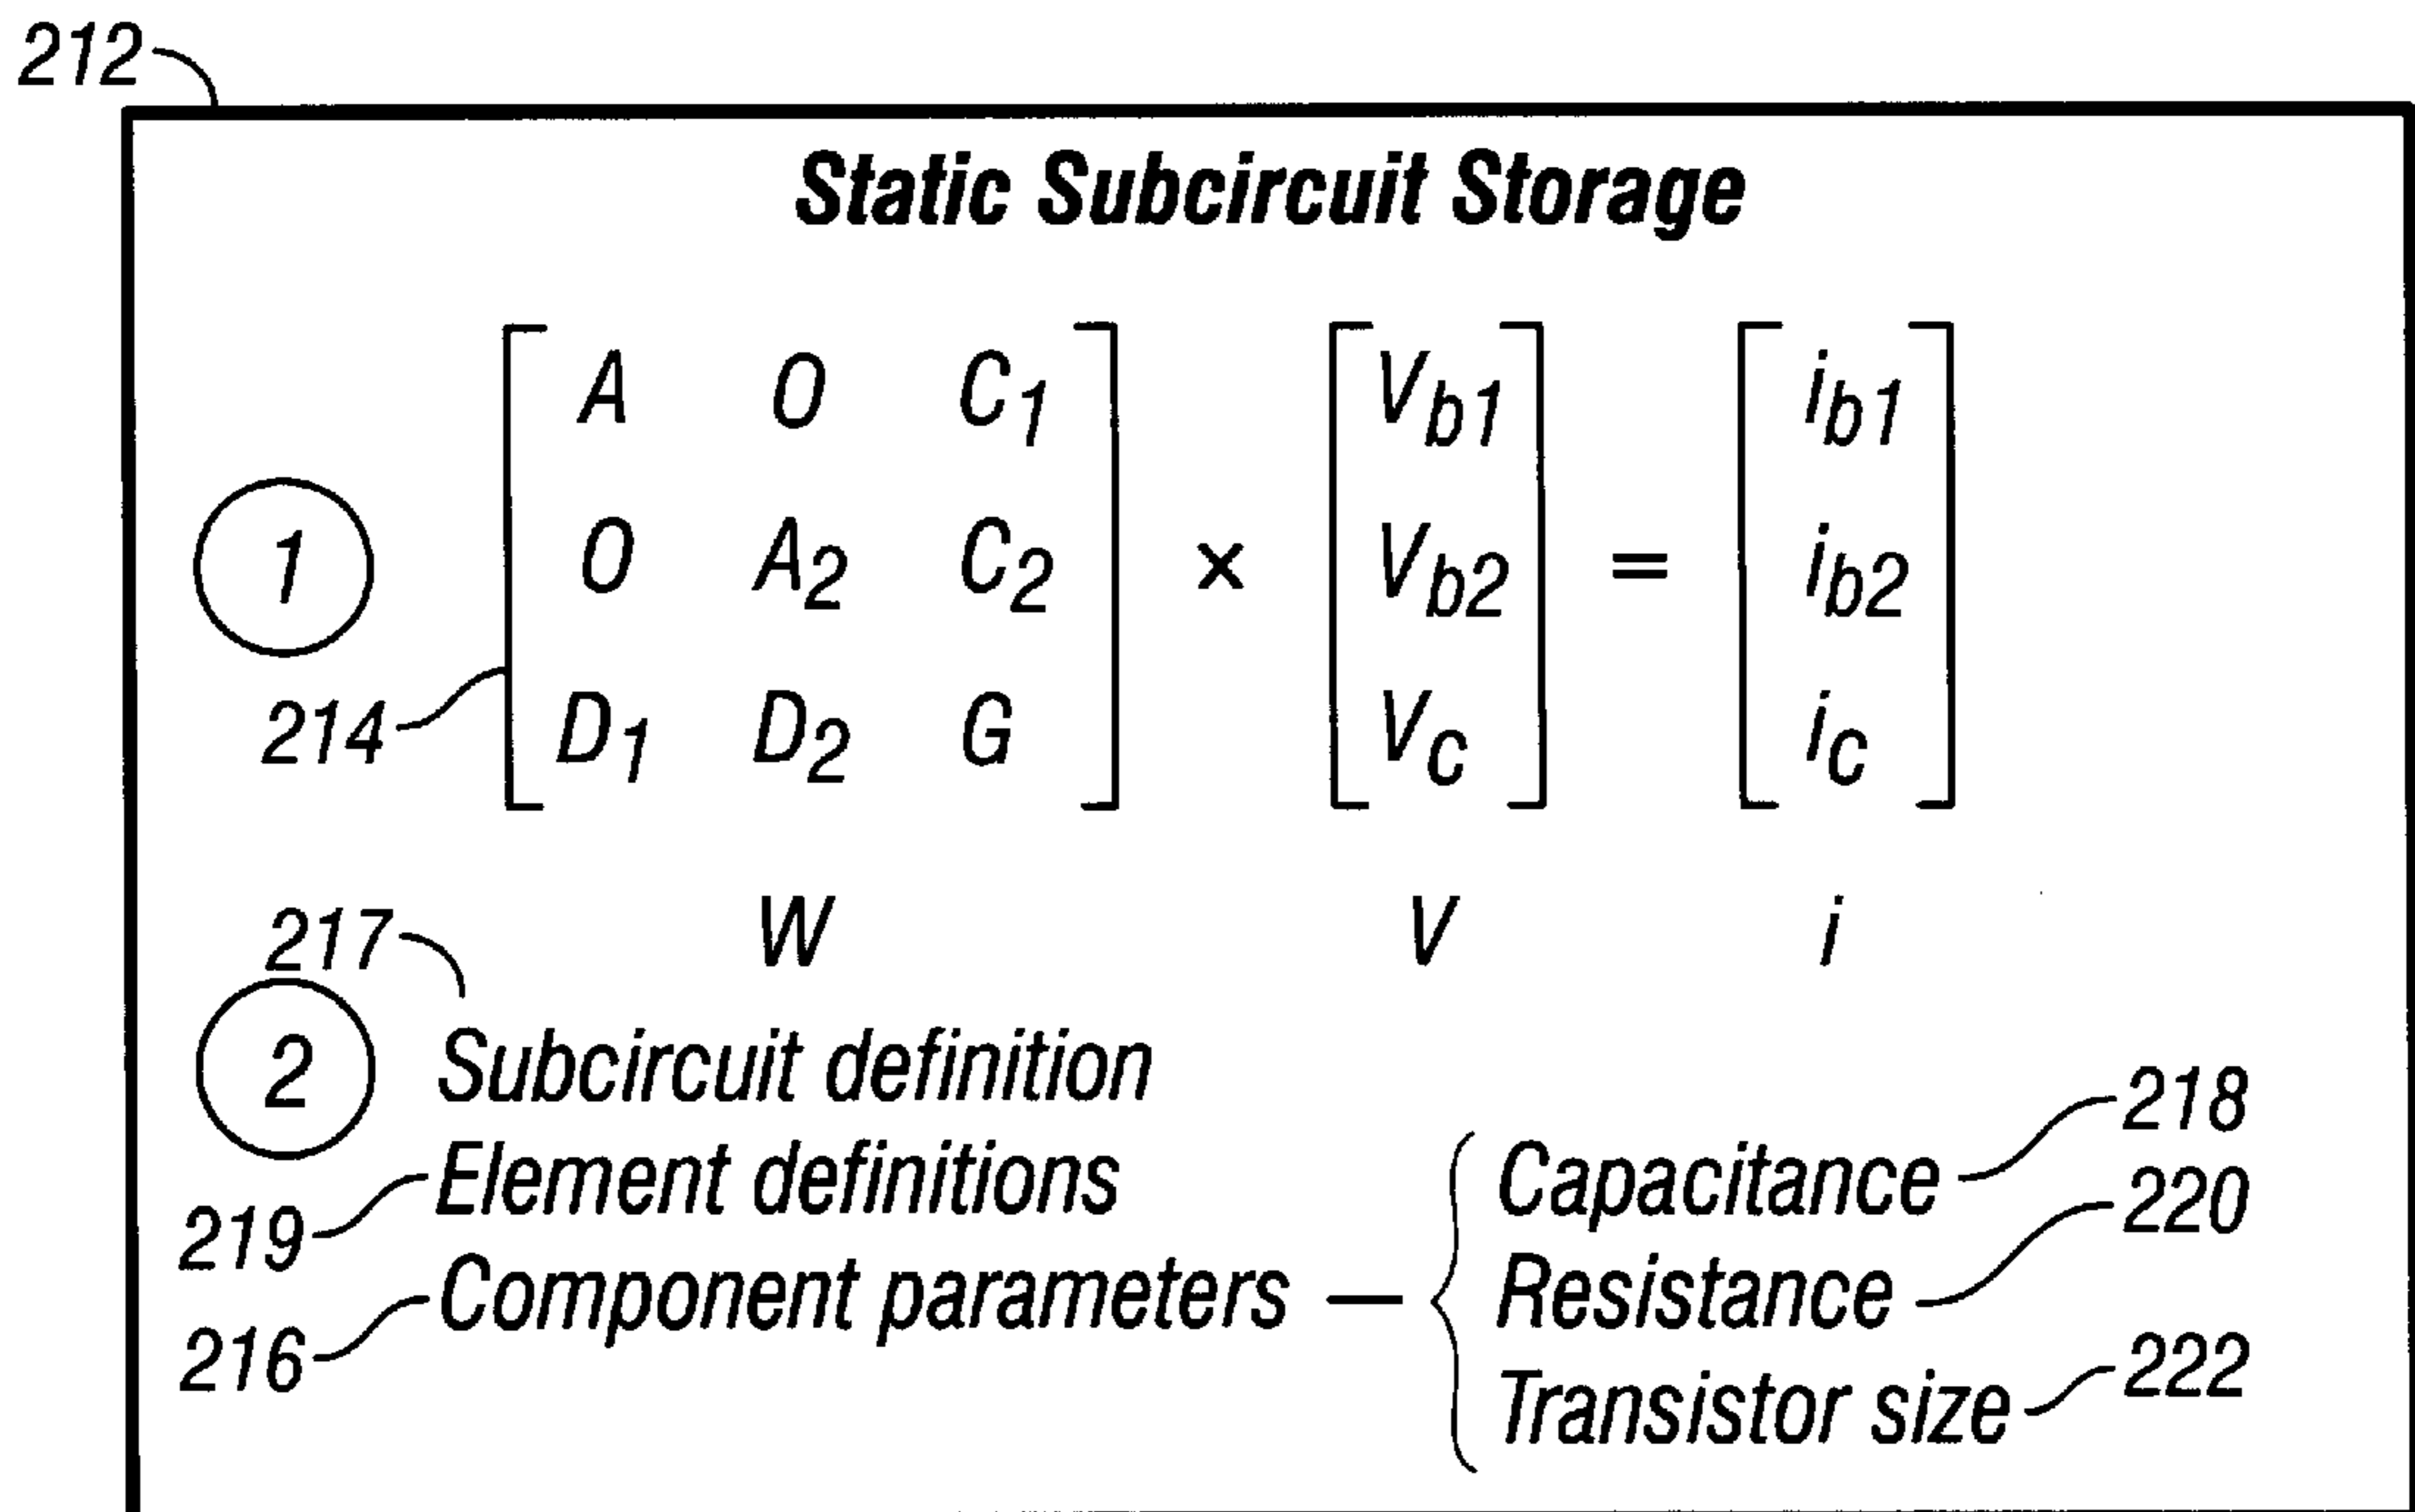 212
Static Subcircuit Storage
A O C1 Vb1 ib1
1 O A2 C2 × Vb2 = ib2
214 D1 D2 G Vc ic
217 W V i
2 Subcircuit definition
218
219 Element definitions Capacitance
220
216 Component parameters — { Resistance
222
Transistor size